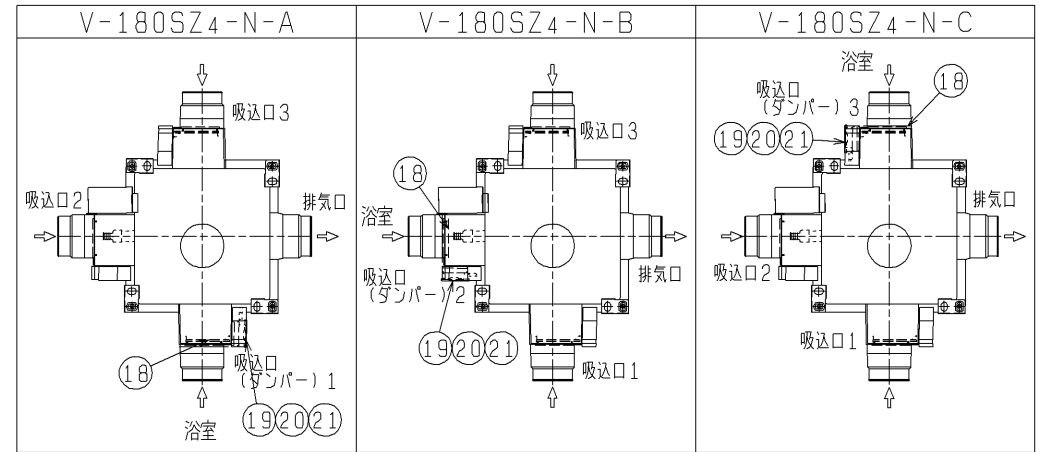 V-180SZ4-N-A
吸込口3
吸込口2
排気口
18
吸込口
(ダンパー)1
19 20 21
浴室
V-180SZ4-N-B
吸込口3
18
浴室
吸込口
(ダンパー)2
排気口
19 20 21
吸込口1
V-180SZ4-N-C
浴室
18
吸込口
(ダンパー)3
19 20 21
排気口
吸込口2
吸込口1